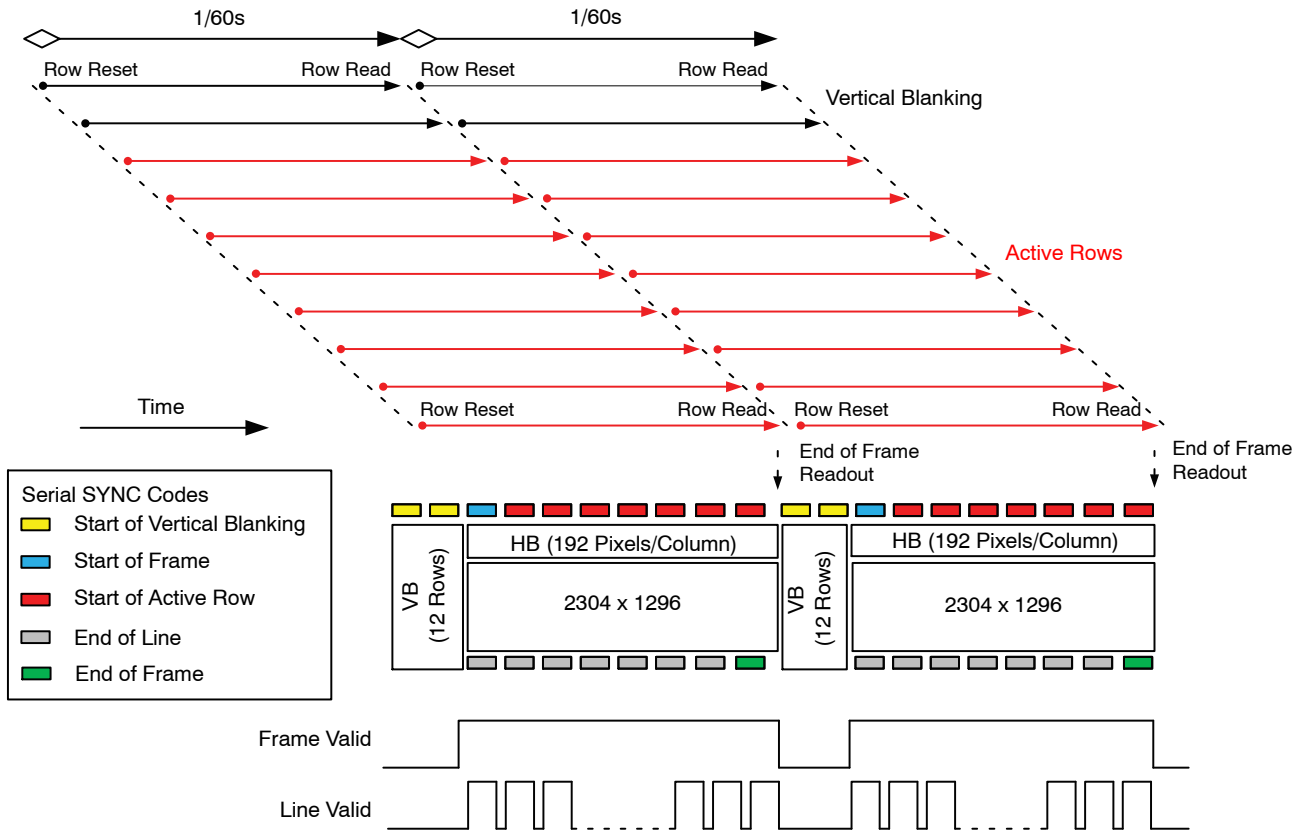 1/60s
1/60s
Row Reset
Row Read
Row Reset
Row Read
Vertical Blanking
Active Rows
Time
Row Reset
Row Read
Row Reset
Row Read
End of Frame
Readout
End of Frame
Readout
Serial SYNC Codes
Start of Vertical Blanking
Start of Frame
Start of Active Row
End of Line
End of Frame
VB
(12 Rows)
HB (192 Pixels/Column)
2304 x 1296
VB
(12 Rows)
HB (192 Pixels/Column)
2304 x 1296
Frame Valid
Line Valid